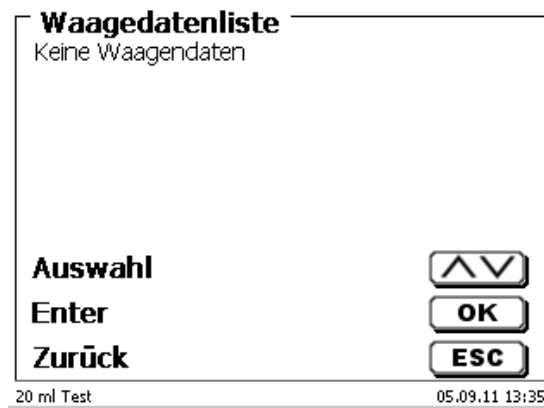 Waagedatenliste
Keine Waagendaten
Auswahl
Enter OK
Zurück ESC
20 ml Test 05.09.11 13:35